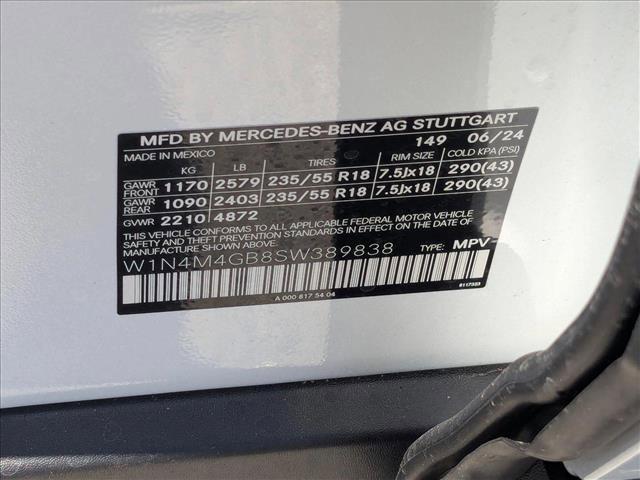 MFD BY MERCEDES-BENZ AG STUTTGART
MADE IN MEXICO 149 06/24
KG LB TIRES RIM SIZE COLD KPA (PSI)
GAWR FRONT 1170 2579 235/55 R18 7.5Jx18 290(43)
GAWR REAR 1090 2403 235/55 R18 7.5Jx18 290(43)
GVWR 2210 4872
THIS VEHICLE CONFORMS TO ALL APPLICABLE FEDERAL MOTOR VEHICLE
SAFETY AND THEFT PREVENTION STANDARDS IN EFFECT ON THE DATE
OF MANUFACTURE SHOWN ABOVE.
W1N4M4GB8SW389838 TYPE: MPV
A 000 817 54 04